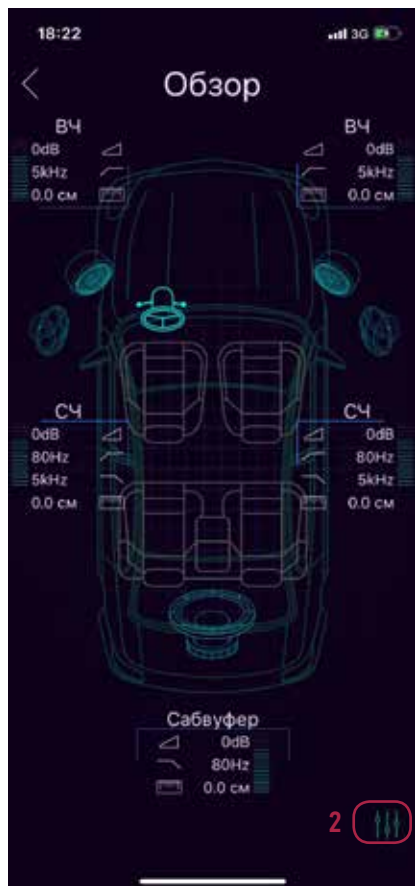 18:22 3G
Обзор
ВЧ ВЧ
0dB 0dB
5kHz 5kHz
0.0 см 0.0 см
СЧ СЧ
0dB 0dB
80Hz 80Hz
5kHz 5kHz
0.0 см 0.0 см
Сабвуфер
0dB
80Hz
0.0 см
2